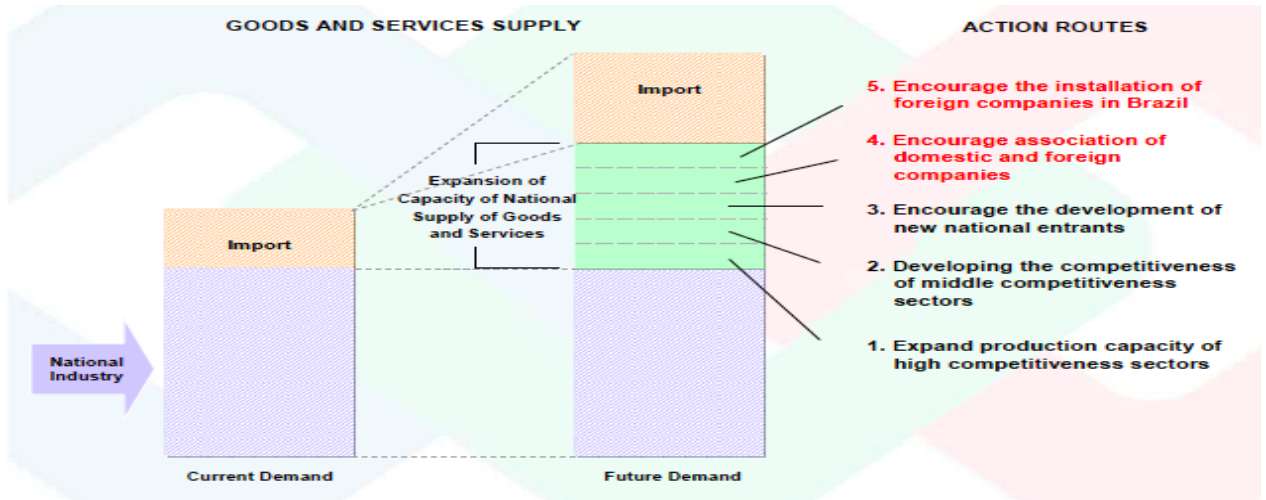 GOODS AND SERVICES SUPPLY
Import
Expansion of
Capacity of National
Supply of Goods
and Services
Import
National
Industry
Current Demand
Future Demand
ACTION ROUTES
5. Encourage the installation of
foreign companies in Brazil
4. Encourage association of
domestic and foreign
companies
3. Encourage the development of
new national entrants
2. Developing the competitiveness
of middle competitiveness
sectors
1. Expand production capacity of
high competitiveness sectors